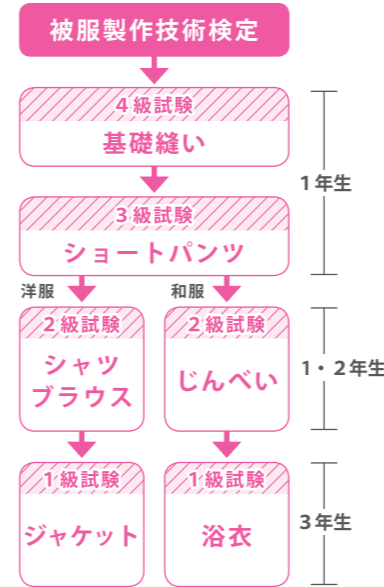 被服製作技術検定
4級試験
基礎縫い
3級試験
ショートパンツ
1年生
洋服
和服
2級試験
シャツ
ブラウス
2級試験
じんべい
1・2年生
1級試験
ジャケット
1級試験
浴衣
3年生